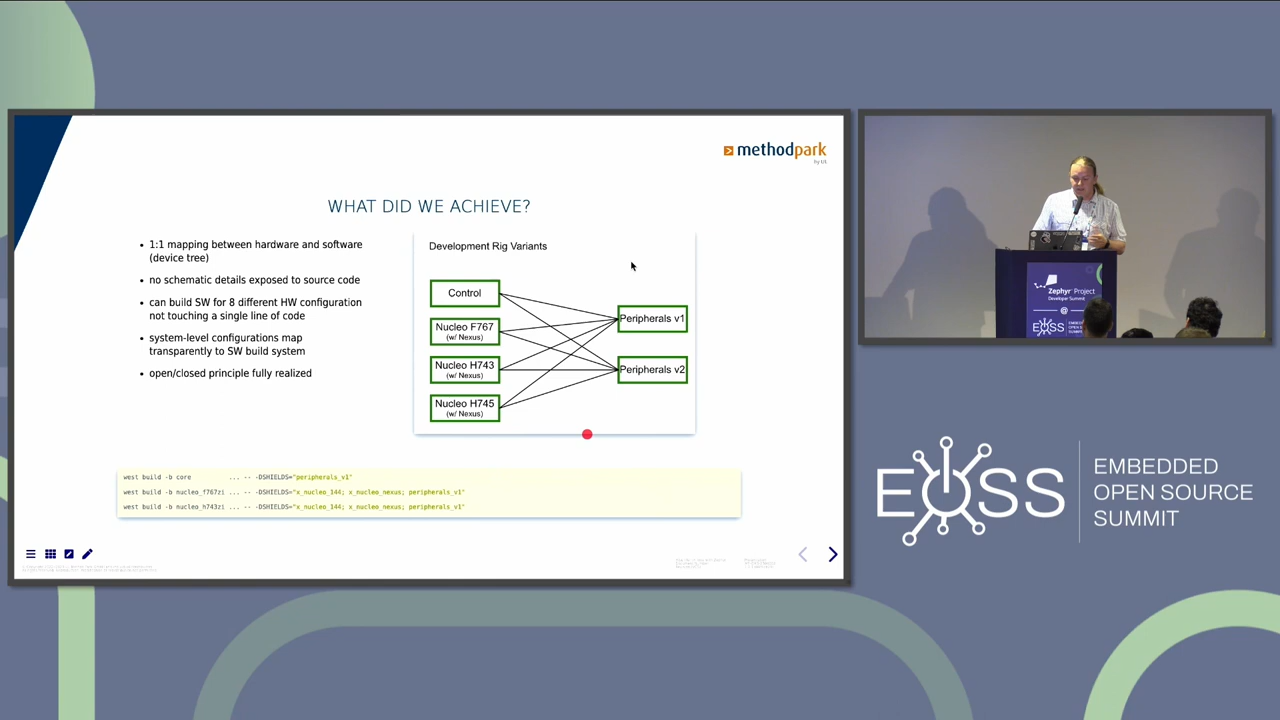 methodpark
WHAT DID WE ACHIEVE?
• 1:1 mapping between hardware and software
(device tree)
• no schematic details exposed to source code
• can build SW for 8 different HW configuration
not touching a single line of code
• system-level configurations map
transparently to SW build system
• open/closed principle fully realized
Development Rig Variants
Control
Nucleo F767
(w/ Nexus)
Nucleo H743
(w/ Nexus)
Nucleo H745
(w/ Nexus)
Peripherals v1
Peripherals v2
west build -b core ... -- -DSHIELDS="peripherals_v1"
west build -b nucleo_f767zi ... -- -DSHIELDS="x_nucleo_144; x_nucleo_nexus; peripherals_v1"
west build -b nucleo_h743zi ... -- -DSHIELDS="x_nucleo_144; x_nucleo_nexus; peripherals_v1"
Zephyr Project
Developer Summit
@
EOSS
EOSS
EMBEDDED
OPEN SOURCE
SUMMIT